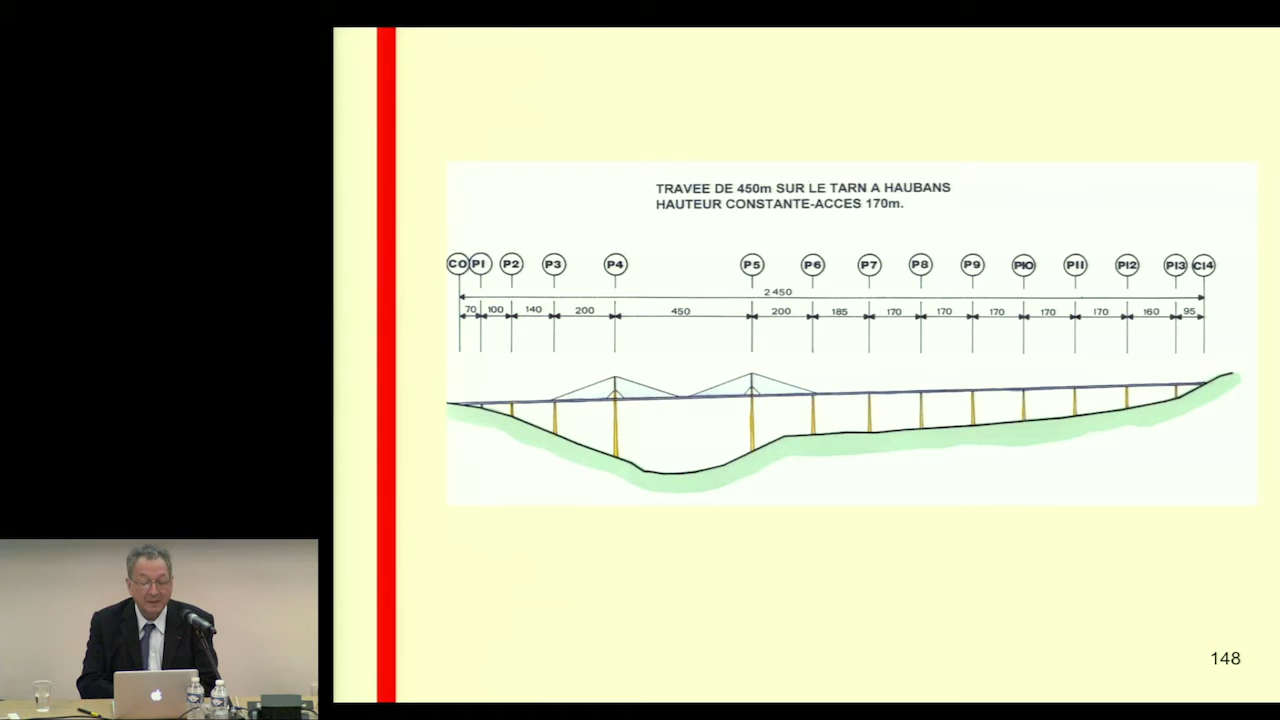 TRAVEE DE 450m SUR LE TARN A HAUBANS
HAUTEUR CONSTANTE-ACCES 170m.
C0 P1 P2 P3 P4 P5 P6 P7 P8 P9 P10 P11 P12 P13 C14
2 450
70 100 140 200 450 200 185 170 170 170 170 170 160 95
148